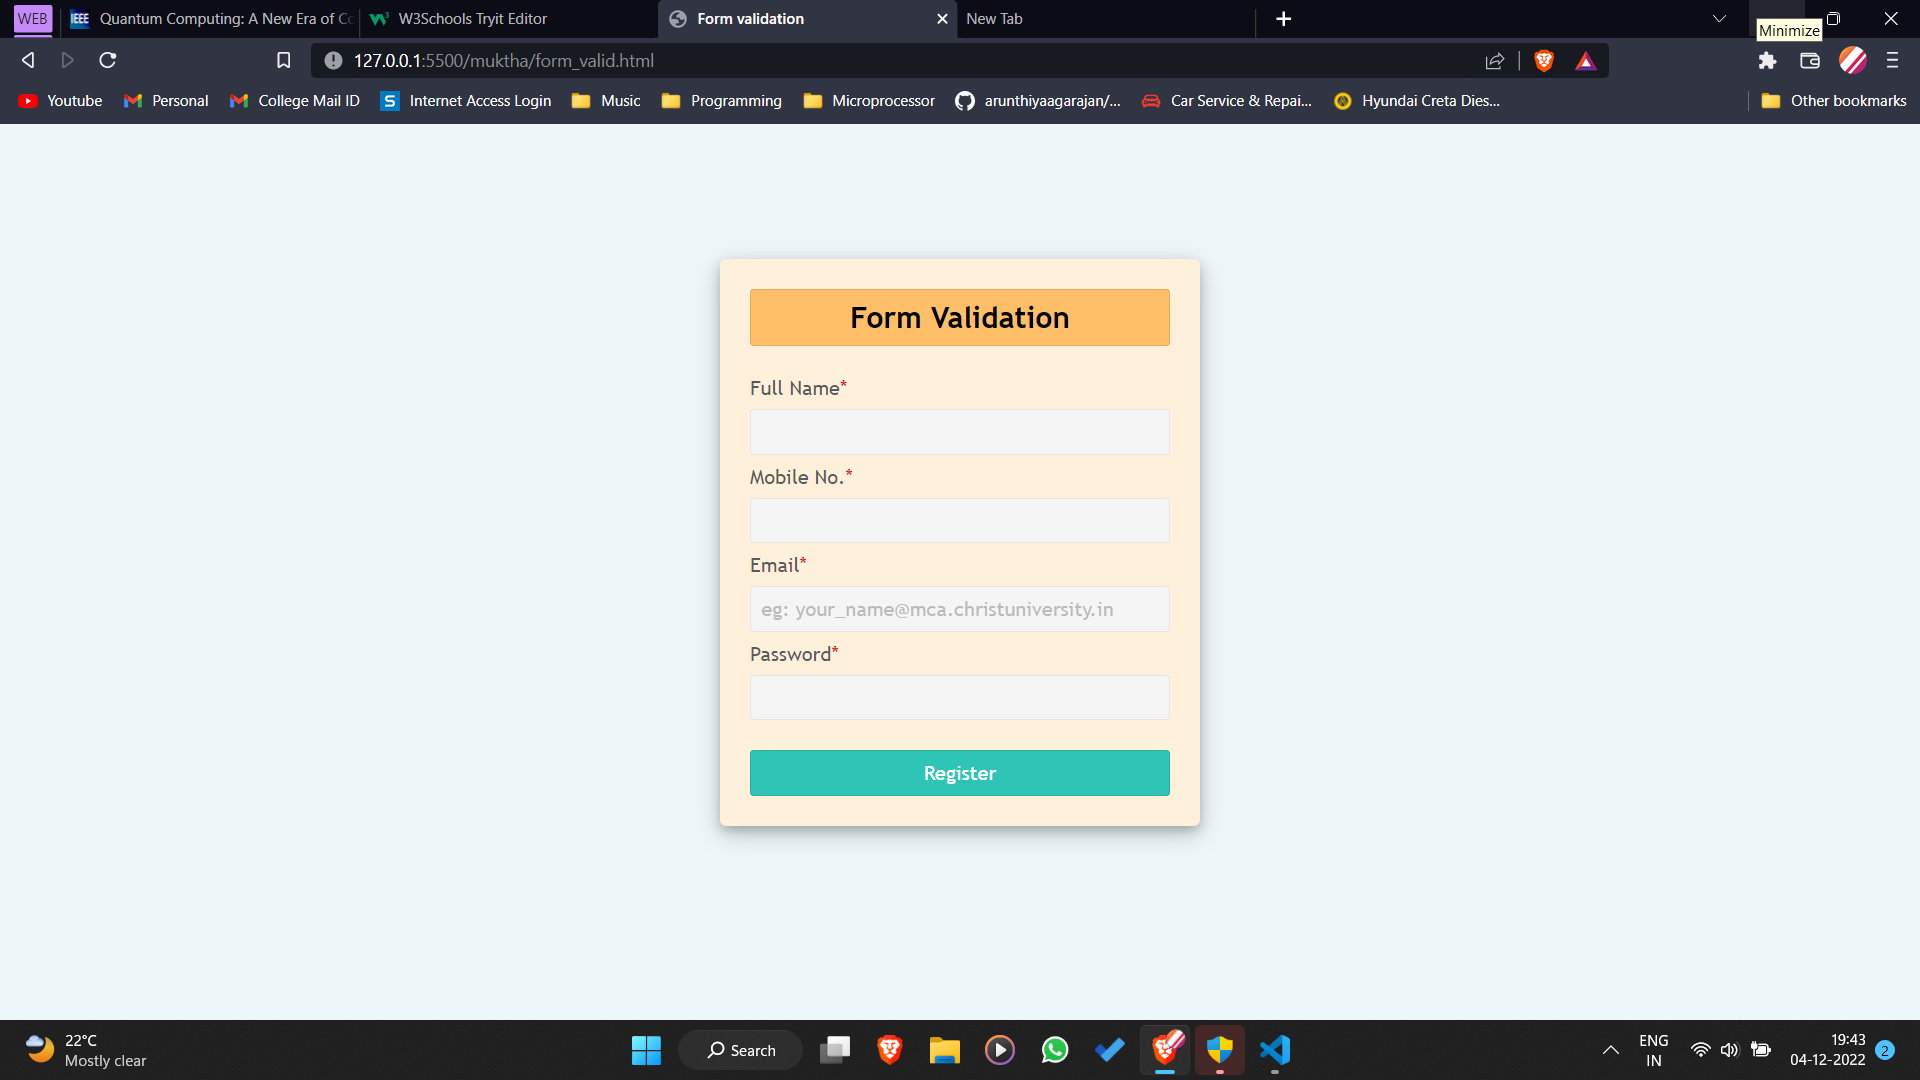 WEB
IEEE Quantum Computing: A New Era of Co
W3Schools Tryit Editor
Form validation
New Tab
Minimize
127.0.0.1:5500/muktha/form_valid.html
Youtube
Personal
College Mail ID
S Internet Access Login
Music
Programming
Microprocessor
arunthiyaagarajan/...
Car Service & Repai...
Hyundai Creta Dies...
Other bookmarks
Form Validation
Full Name*
Mobile No.*
Email*
eg: your_name@mca.christuniversity.in
Password*
Register
22°C
Mostly clear
Search
ENG
IN
19:43
04-12-2022
2